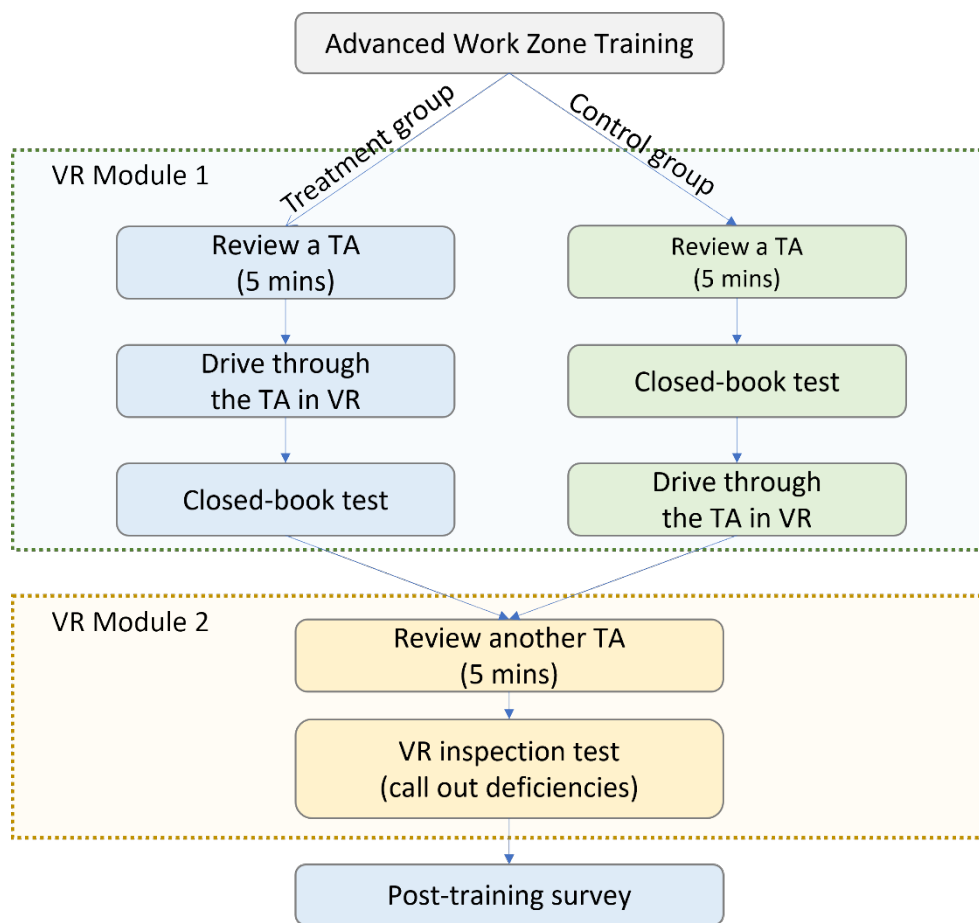 Advanced Work Zone Training
Treatment group
Control group
VR Module 1
Review a TA
(5 mins)
Drive through
the TA in VR
Closed-book test
Review a TA
(5 mins)
Closed-book test
Drive through
the TA in VR
VR Module 2
Review another TA
(5 mins)
VR inspection test
(call out deficiencies)
Post-training survey